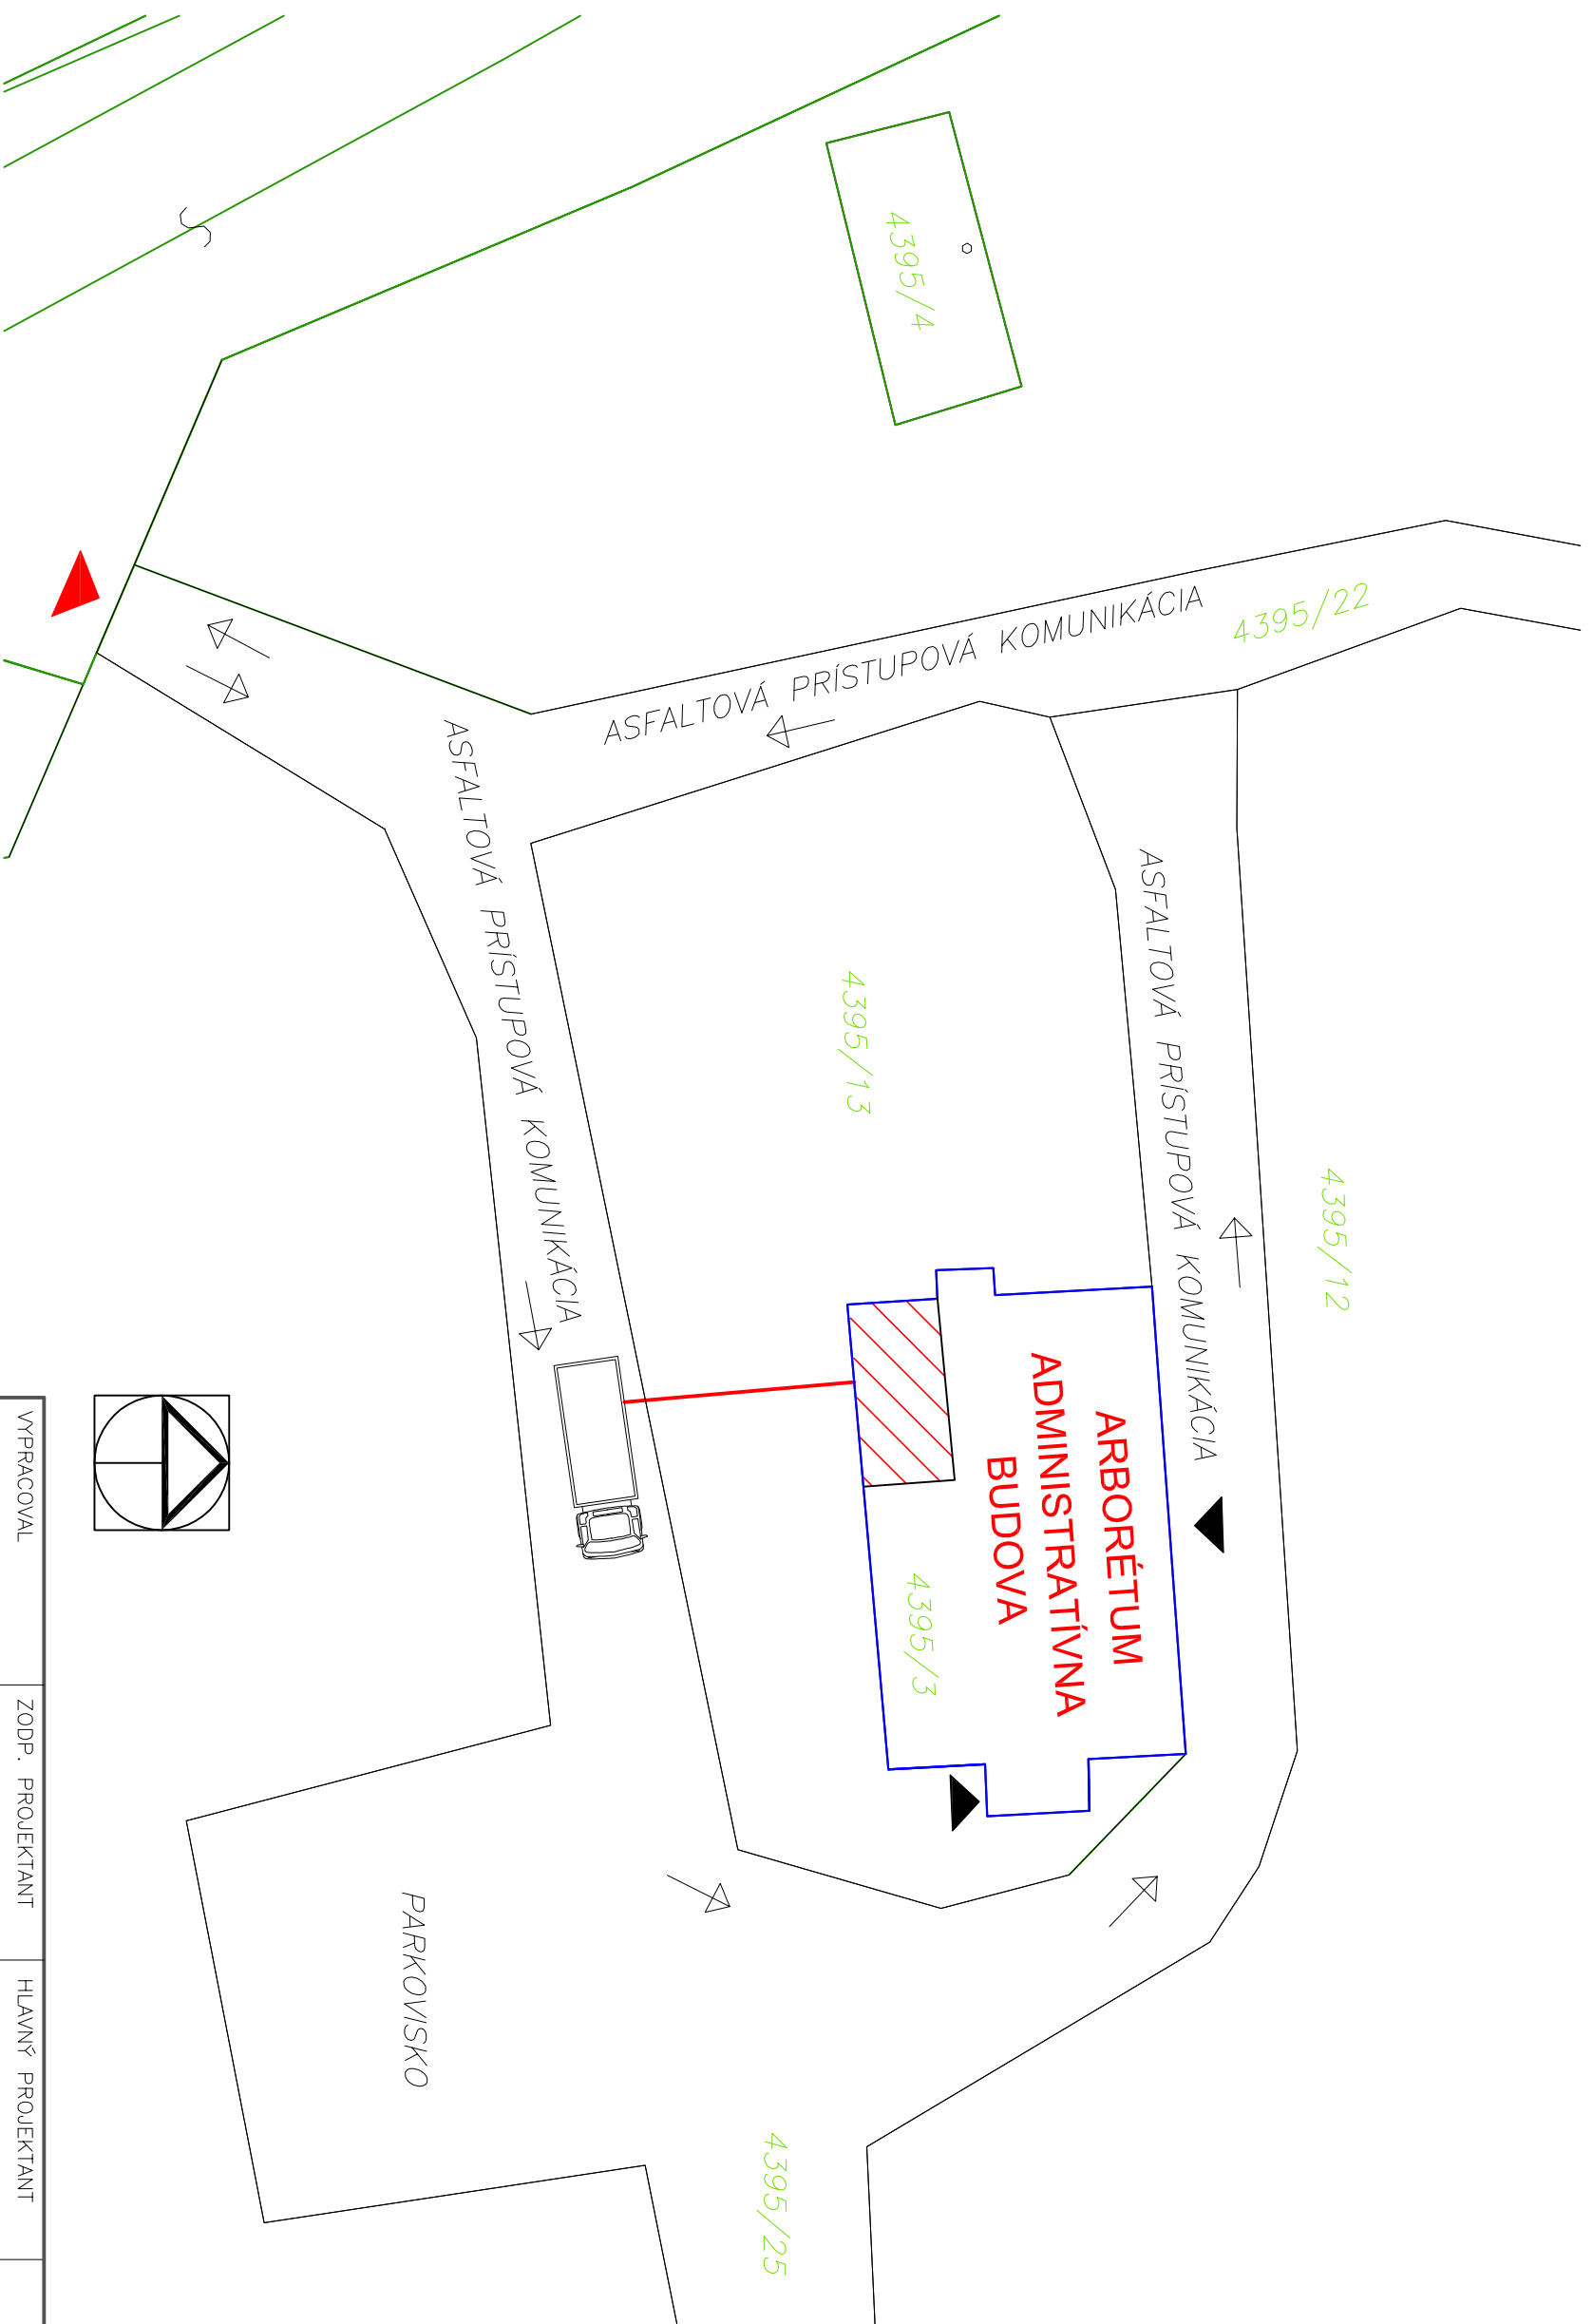 4395/4
4395/22
ASFALTOVÁ PRÍSTUPOVÁ KOMUNIKÁCIA
ASFALTOVÁ PRÍSTUPOVÁ KOMUNIKÁCIA
ASFALTOVÁ PRÍSTUPOVÁ KOMUNIKÁCIA
4395/13
4395/12
ARBORÉTUM
ADMINISTRATÍVNA
BUDOVA
4395/3
PARKOVISKO
4395/25
VYPRACOVAL
ZODP. PROJEKTANT
HLAVNÝ PROJEKTANT